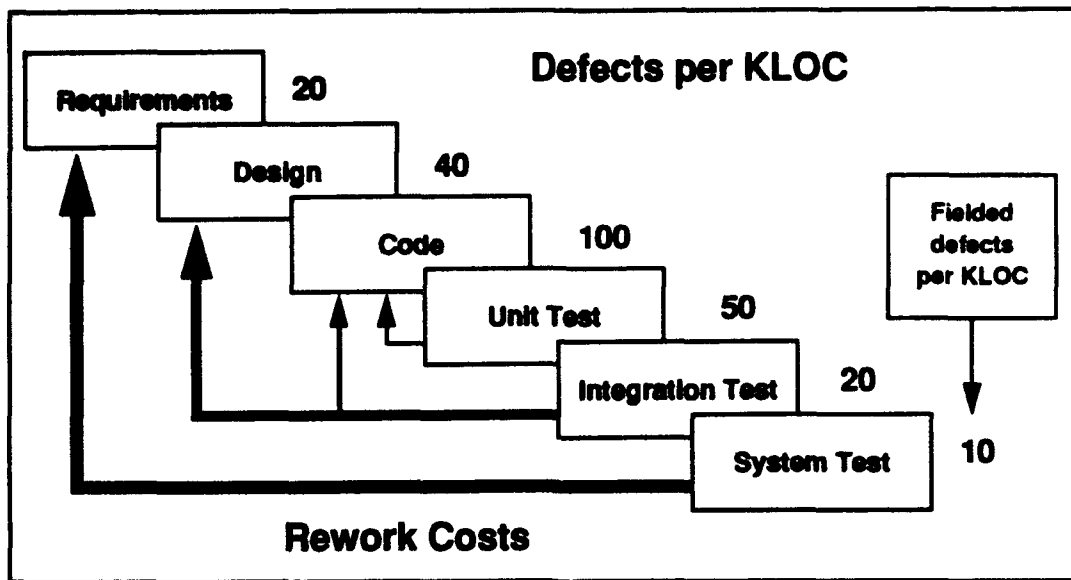 Defects per KLOC
Requirements
20
Design
40
Code
100
Unit Test
50
Integration Test
20
System Test
10
Fielded
defects
per KLOC
Rework Costs